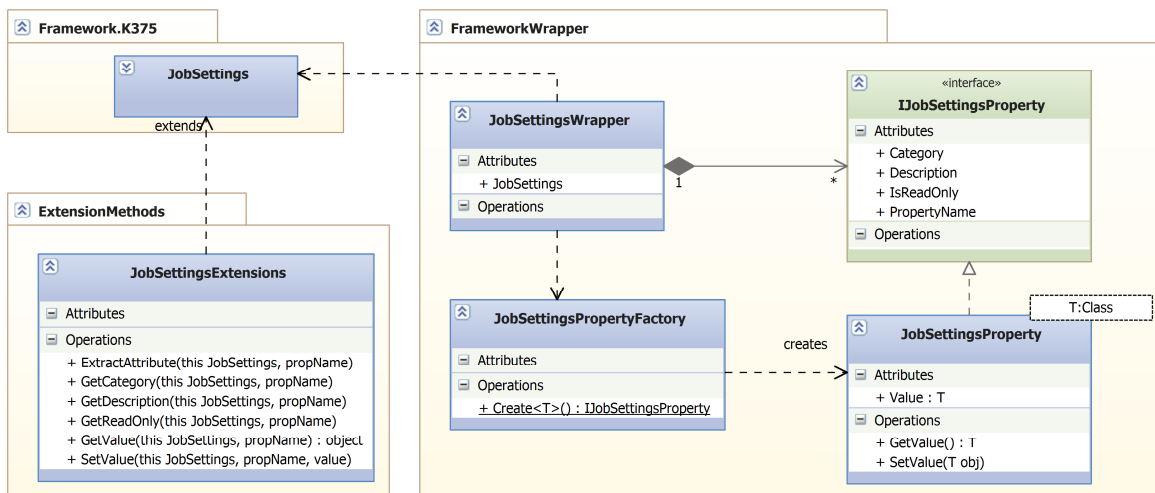 Framework.K375
JobSettings
extends
ExtensionMethods
JobSettingsExtensions
Attributes
Operations
+ ExtractAttribute(this JobSettings, propName)
+ GetCategory(this JobSettings, propName)
+ GetDescription(this JobSettings, propName)
+ GetReadOnly(this JobSettings, propName)
+ GetValue(this JobSettings, propName) : object
+ SetValue(this JobSettings, propName, value)
FrameworkWrapper
JobSettingsWrapper
Attributes
+ JobSettings
Operations
1
*
«interface»
IJobSettingsProperty
Attributes
+ Category
+ Description
+ IsReadOnly
+ PropertyName
Operations
JobSettingsPropertyFactory
Attributes
Operations
+ Create<T>() : IJobSettingsProperty
creates
T:Class
JobSettingsProperty
Attributes
+ Value : T
Operations
+ GetValue() : T
+ SetValue(T obj)